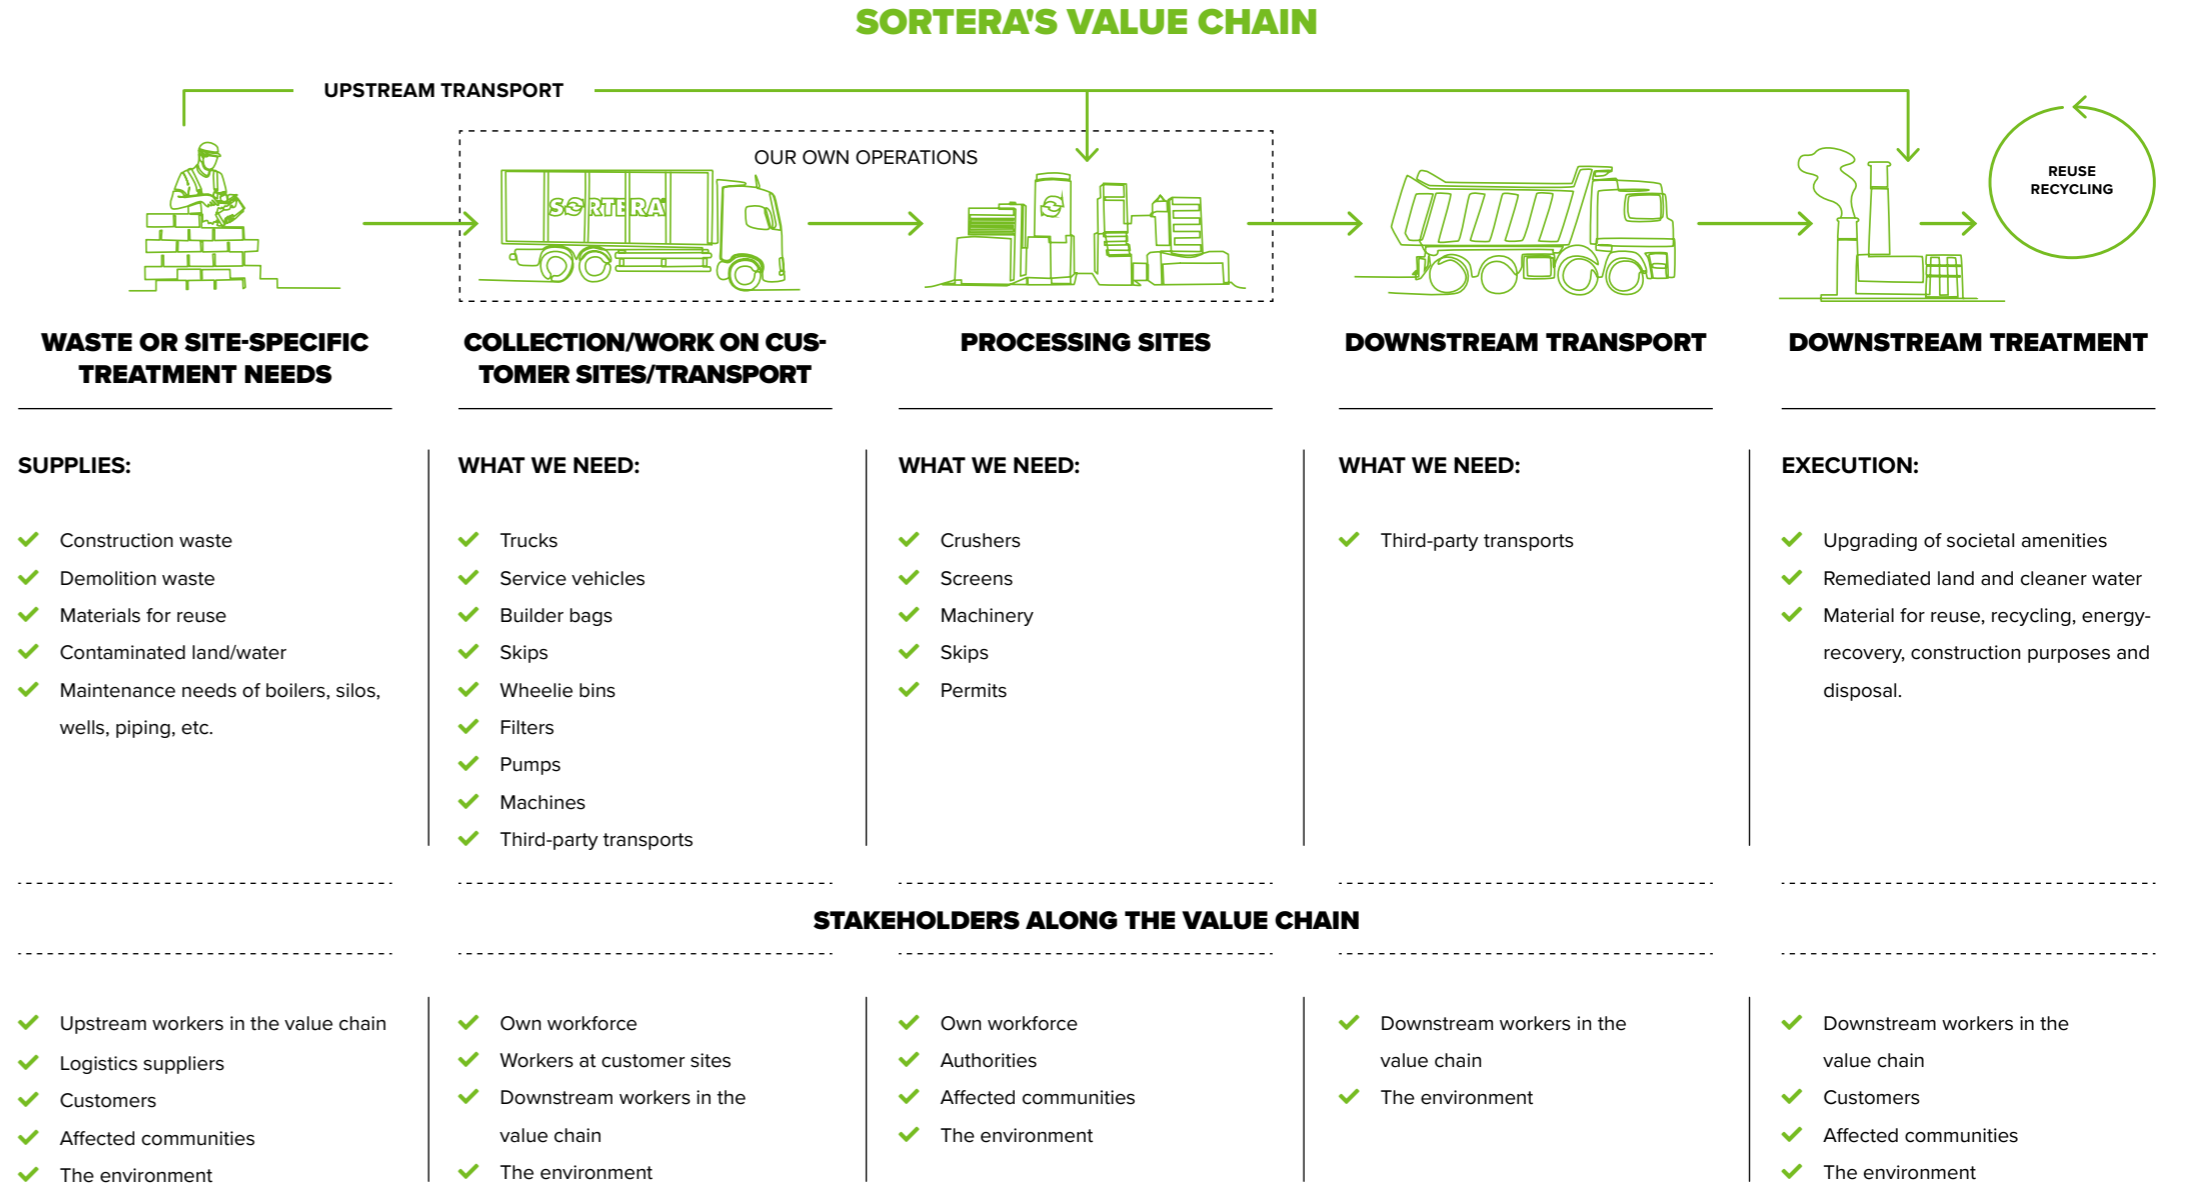 SORTERA'S VALUE CHAIN
UPSTREAM TRANSPORT
OUR OWN OPERATIONS
SORTERA
REUSE
RECYCLING
WASTE OR SITE-SPECIFIC
TREATMENT NEEDS
COLLECTION/WORK ON CUS-
TOMER SITES/TRANSPORT
PROCESSING SITES
DOWNSTREAM TRANSPORT
DOWNSTREAM TREATMENT
SUPPLIES:
Construction waste
Demolition waste
Materials for reuse
Contaminated land/water
Maintenance needs of boilers, silos,
wells, piping, etc.
WHAT WE NEED:
Trucks
Service vehicles
Builder bags
Skips
Wheelie bins
Filters
Pumps
Machines
Third-party transports
WHAT WE NEED:
Crushers
Screens
Machinery
Skips
Permits
WHAT WE NEED:
Third-party transports
EXECUTION:
Upgrading of societal amenities
Remediated land and cleaner water
Material for reuse, recycling, energy-
recovery, construction purposes and
disposal.
STAKEHOLDERS ALONG THE VALUE CHAIN
Upstream workers in the value chain
Logistics suppliers
Customers
Affected communities
The environment
Own workforce
Workers at customer sites
Downstream workers in the
value chain
The environment
Own workforce
Authorities
Affected communities
The environment
Downstream workers in the
value chain
The environment
Downstream workers in the
value chain
Customers
Affected communities
The environment